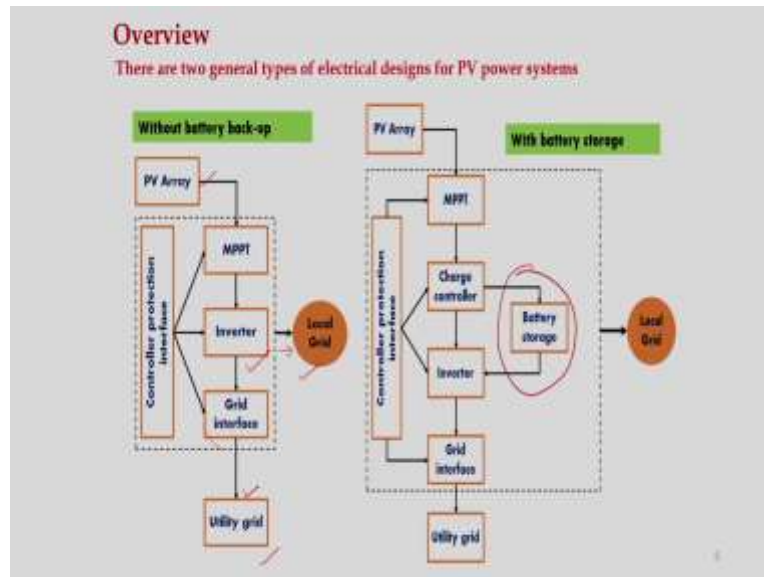 Overview
There are two general types of electrical designs for PV power systems
Without battery back-up
PV Array
MPPT
Controller protection
interface
Inverter
Local
Grid
Grid
interface
Utility grid
With battery storage
PV Array
MPPT
Controller protection
interface
Charge
controller
Battery
storage
Inverter
Local
Grid
Grid
interface
Utility grid